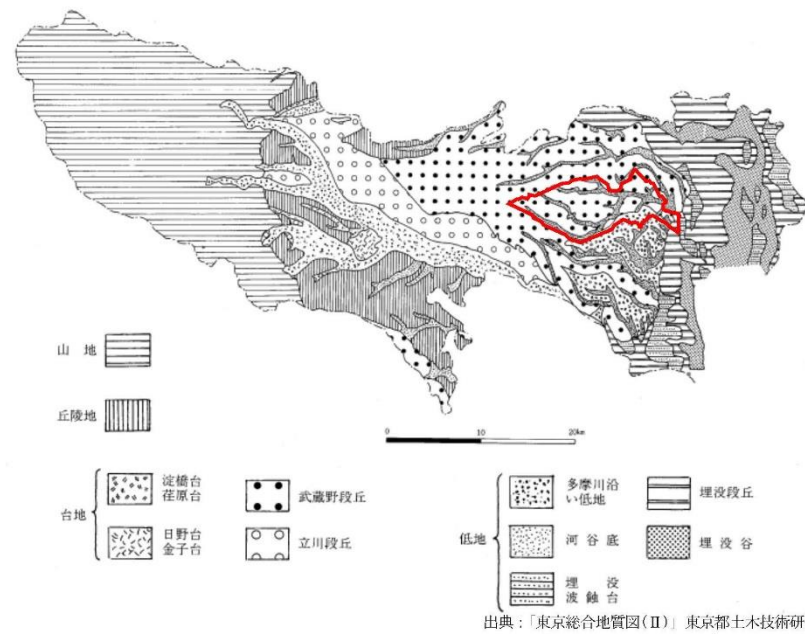 山地
丘陵地
0 10 20km
台地
淀橋台
荏原台
武蔵野段丘
日野台
金子台
立川段丘
低地
多摩川沿
い低地
埋没段丘
河谷底
埋没谷
埋没
波蝕台
出典：「東京総合地質図(Ⅱ)」東京都土木技術研